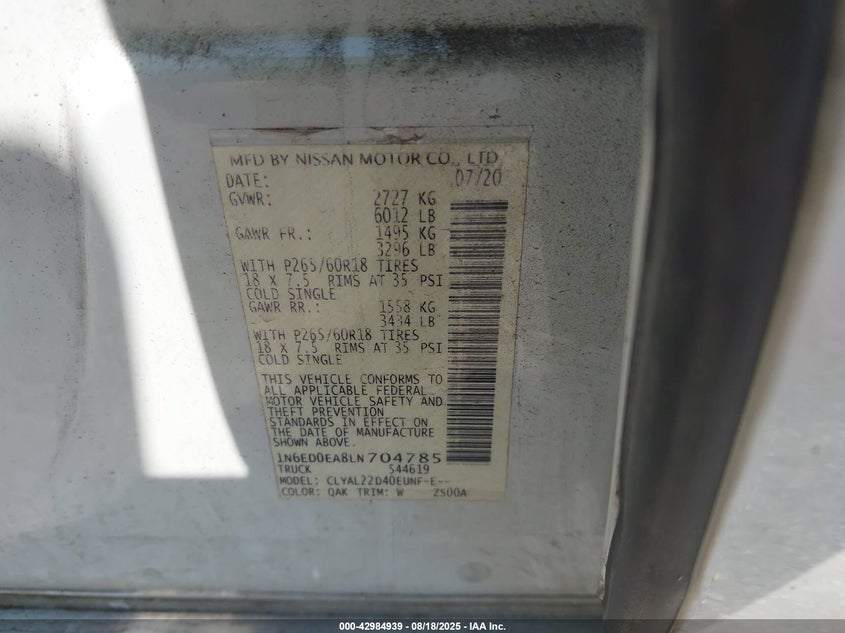 MFD BY NISSAN MOTOR CO., LTD
DATE: 07/20
GVWR: 2727 KG
6012 LB
GAWR FR.: 1495 KG
3296 LB
WITH P265/60R18 TIRES
18 X 7.5 RIMS AT 35 PSI
COLD SINGLE
GAWR RR.: 1558 KG
3434 LB
WITH P265/60R18 TIRES
18 X 7.5 RIMS AT 35 PSI
COLD SINGLE
THIS VEHICLE CONFORMS TO
ALL APPLICABLE FEDERAL
MOTOR VEHICLE SAFETY AND
THEFT PREVENTION
STANDARDS IN EFFECT ON
THE DATE OF MANUFACTURE
SHOWN ABOVE.
1N6ED0EA8LN704785
TRUCK 544619
MODEL: CLYAL22D40EUNF-E--
COLOR: QAK TRIM: W ZS00A
000-42984939 - 08/18/2025 - IAA Inc.